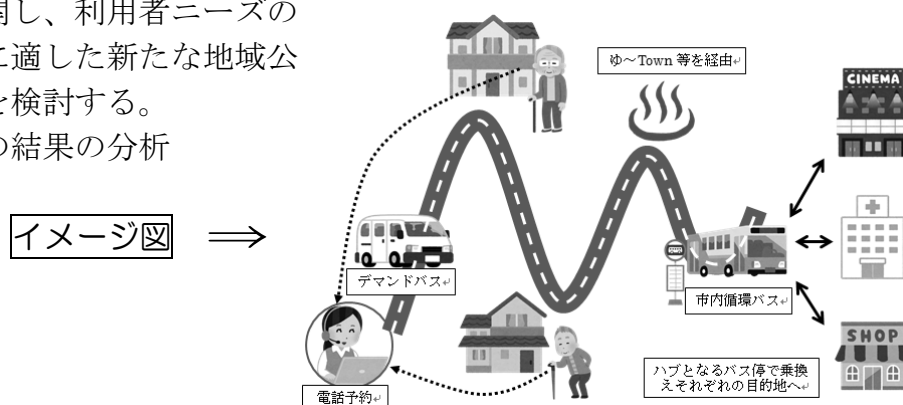 関し、利用者ニーズの
に適した新たな地域公
を検討する。
の結果の分析
イメージ図 ⇒
ゆ～Town 等を経由
CINEMA
デマンドバス
市内循環バス
SHOP
ハブとなるバス停で乗換
えそれぞれの目的地へ
電話予約